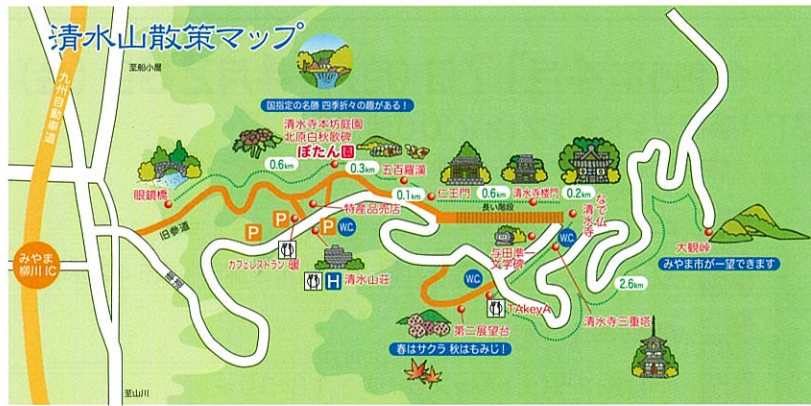 清水山散策マップ
九州自動車道
至船小屋
国指定の名勝 四季折々の趣がある！
清水寺本坊庭園
北原白秋歌碑
ぼたん園
0.6km
0.3km
五百羅漢
眼鏡橋
0.1km
仁王門
0.6km
清水寺楼門
0.2km
長い階段
なで仏
清水寺
旧参道
特産品売店
P
P
P
W.C.
カフェレストラン 暖
H
清水山荘
与田準一
文学碑
W.C.
W.C.
大観峠
みやま市が一望できます
みやま
柳川IC
2.6km
TAkeyA
第二展望台
清水寺三重塔
春はサクラ 秋はもみじ！
至山川